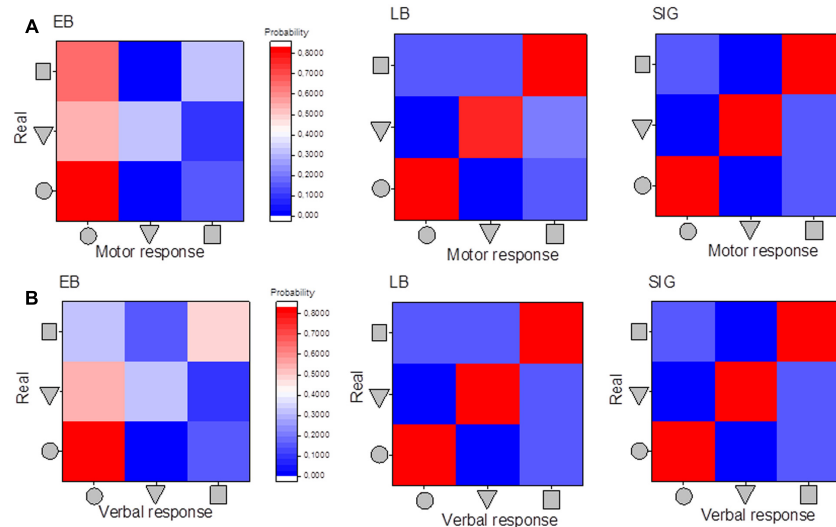 A
EB
LB
SIG
Probability
0.8000
0.7000
0.6000
0.5000
0.4000
0.3000
0.2000
0.1000
0.000
Real
Motor response
Motor response
Motor response
B
EB
LB
SIG
Probability
0.8000
0.7000
0.6000
0.5000
0.4000
0.3000
0.2000
0.1000
0.000
Real
Real
Real
Verbal response
Verbal response
Verbal response